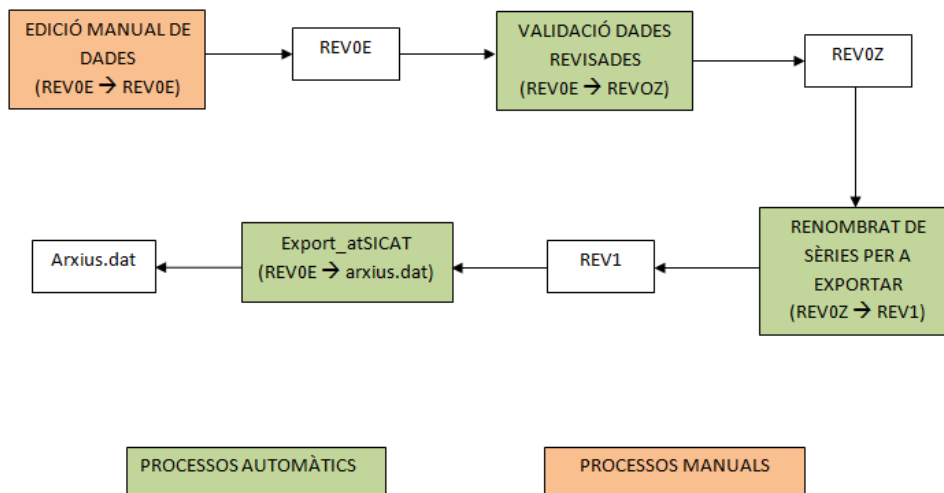 EDICIÓ MANUAL DE
DADES
(REV0E → REV0E)
REV0E
VALIDACIÓ DADES
REVISADES
(REV0E → REVOZ)
REV0Z
RENOMBRAT DE
SÈRIES PER A
EXPORTAR
(REV0Z → REV1)
REV1
Export_atSICAT
(REV0E → arxius.dat)
Arxius.dat
PROCESSOS AUTOMÀTICS
PROCESSOS MANUALS